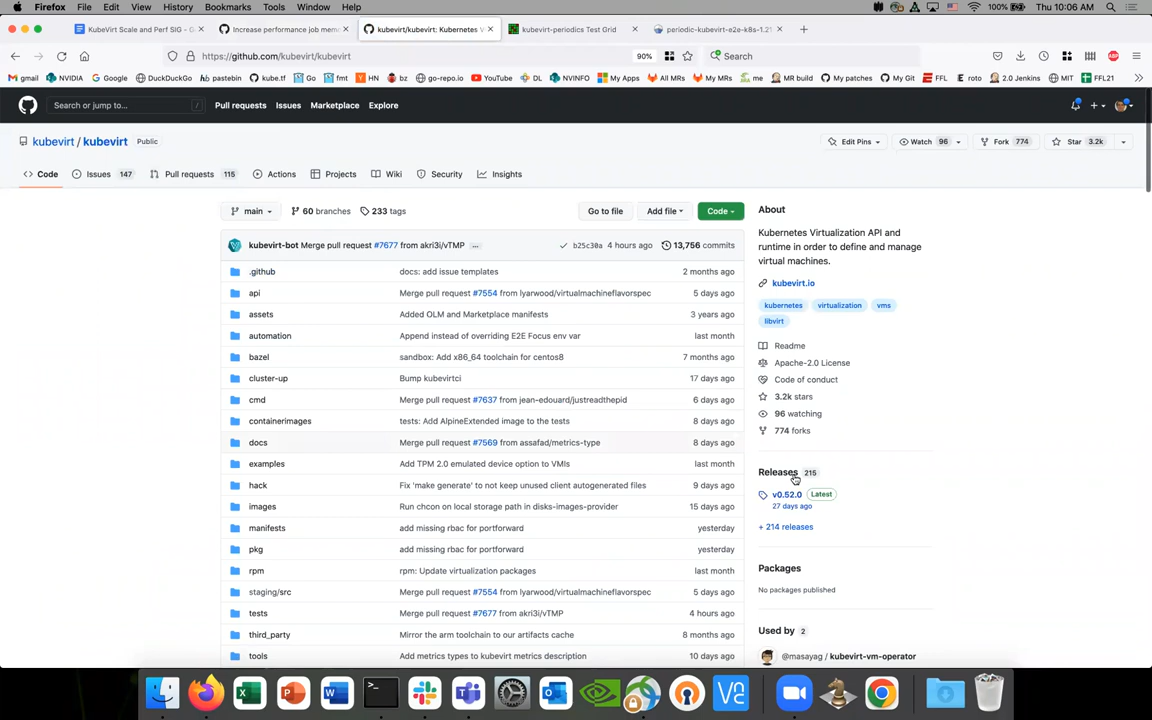 Firefox File Edit View History Bookmarks Tools Window Help 100% Thu 10:06 AM
KubeVirt Scale and Perf SIG - G
Increase performance job mem
kubevirt/kubevirt: Kubernetes V
kubevirt-periodics Test Grid
periodic-kubevirt-e2e-k8s-1.21
https://github.com/kubevirt/kubevirt
90%
Search
gmail NVIDIA Google DuckDuckGo pastebin kube.tf Go fmt HN bz go-repo.io YouTube DL NVINFO My Apps All MRs My MRs me MR build My patches My Git FFL roto 2.0 Jenkins MIT FFL21
Search or jump to... /
Pull requests Issues Marketplace Explore
kubevirt / kubevirt Public
Edit Pins Watch 96 Fork 774 Star 3.2k
Code Issues 147 Pull requests 115 Actions Projects Wiki Security Insights
main 60 branches 233 tags Go to file Add file Code
kubevirt-bot Merge pull request #7677 from akri3i/vTMP ... b25c30a 4 hours ago 13,756 commits
.github docs: add issue templates 2 months ago
api Merge pull request #7554 from lyarwood/virtualmachineflavorspec 5 days ago
assets Added OLM and Marketplace manifests 3 years ago
automation Append instead of overriding E2E Focus env var last month
bazel sandbox: Add x86_64 toolchain for centos8 7 months ago
cluster-up Bump kubevirtci 17 days ago
cmd Merge pull request #7637 from jean-edouard/justreadthepid 6 days ago
containerimages tests: Add AlpineExtended image to the tests 8 days ago
docs Merge pull request #7569 from assafad/metrics-type 8 days ago
examples Add TPM 2.0 emulated device option to VMIs last month
hack Fix 'make generate' to not keep unused client autogenerated files 9 days ago
images Run chcon on local storage path in disks-images-provider 15 days ago
manifests add missing rbac for portforward yesterday
pkg add missing rbac for portforward yesterday
rpm rpm: Update virtualization packages last month
staging/src Merge pull request #7554 from lyarwood/virtualmachineflavorspec 5 days ago
tests Merge pull request #7677 from akri3i/vTMP 4 hours ago
third_party Mirror the arm toolchain to our artifacts cache 8 months ago
tools Add metrics types to kubevirt metrics description 10 days ago
About
Kubernetes Virtualization API and
runtime in order to define and manage
virtual machines.
kubevirt.io
kubernetes virtualization vms
libvirt
Readme
Apache-2.0 License
Code of conduct
3.2k stars
96 watching
774 forks
Releases 215
v0.52.0 Latest
27 days ago
+ 214 releases
Packages
No packages published
Used by 2
@masayag / kubevirt-vm-operator